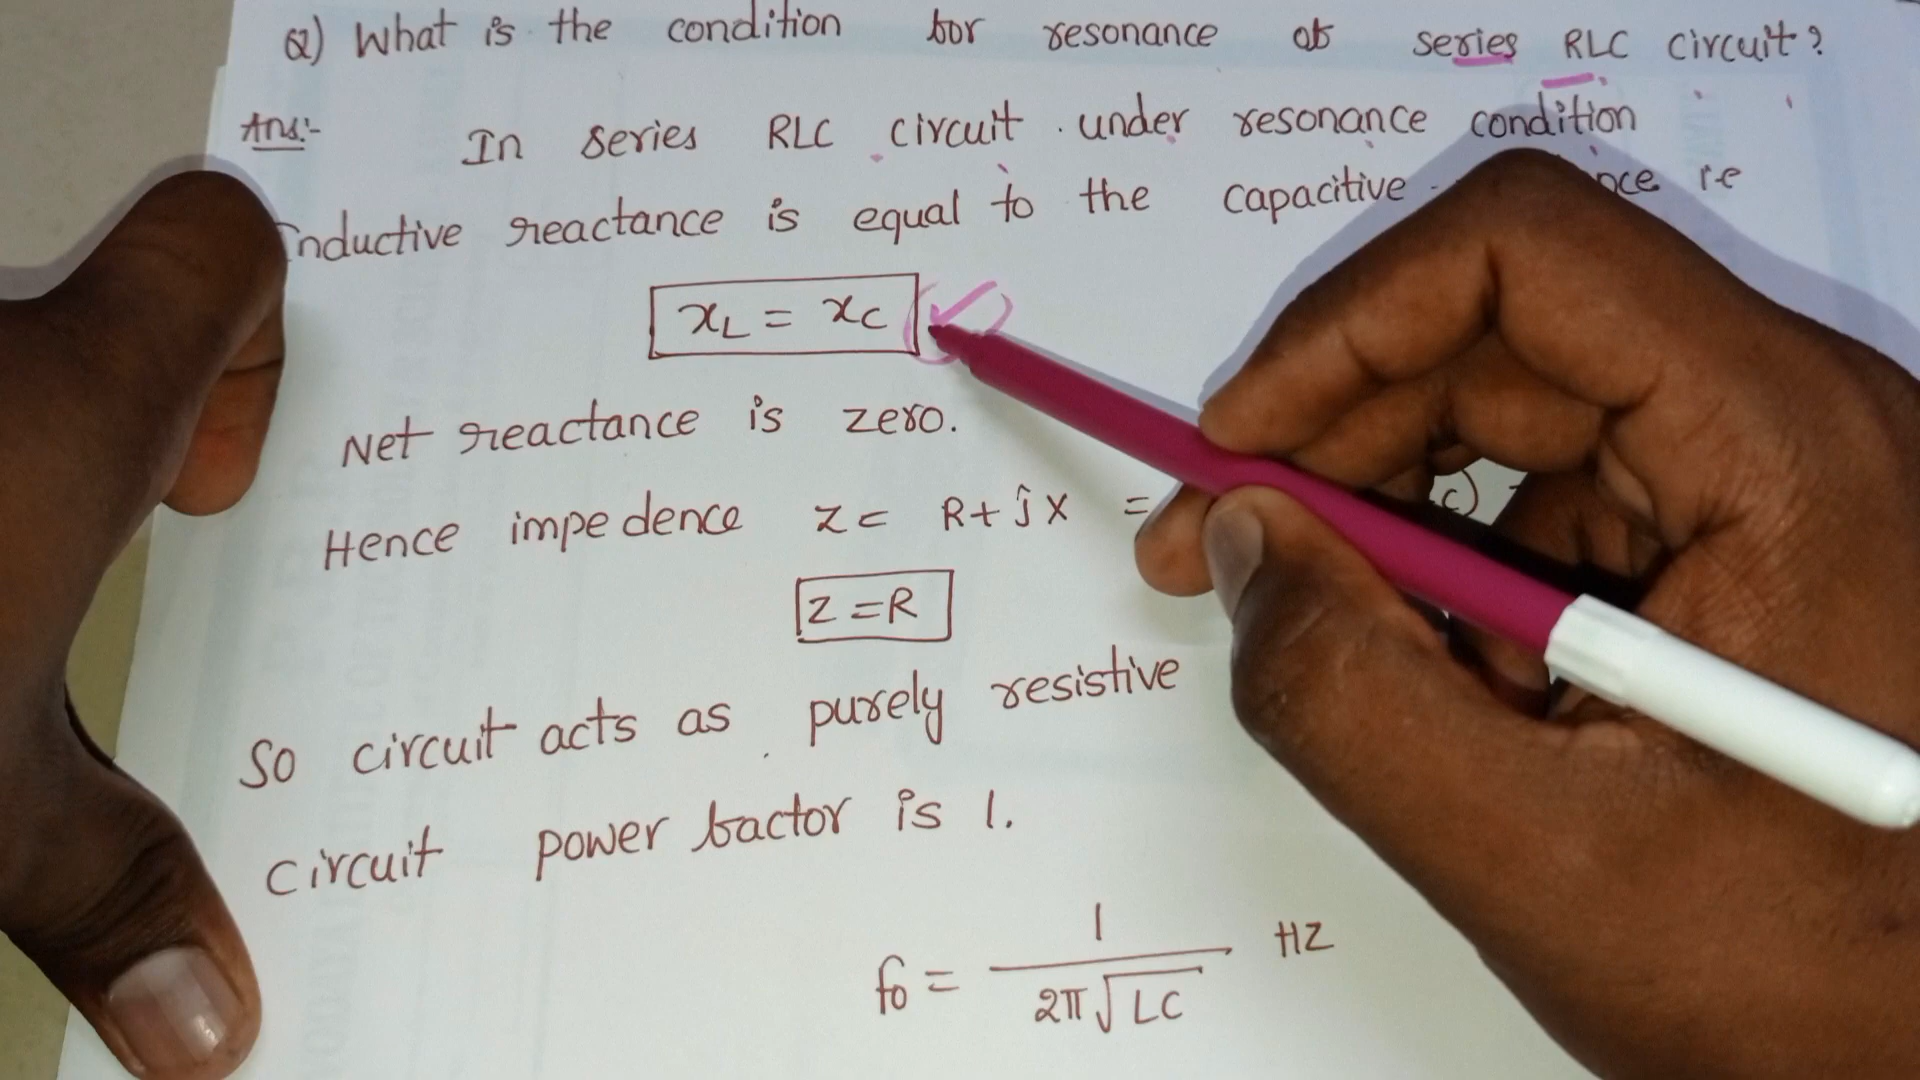 Q) What is the condition for resonance of series RLC circuit?
Ans:- In series RLC circuit under resonance condition
Inductive reactance is equal to the capacitive i-e
XL = XC
Net reactance is zero.
Hence impedence Z = R+jX =
Z = R
So circuit acts as purely resistive
circuit power factor is 1.
f0 = 1 / 2π√LC HZ